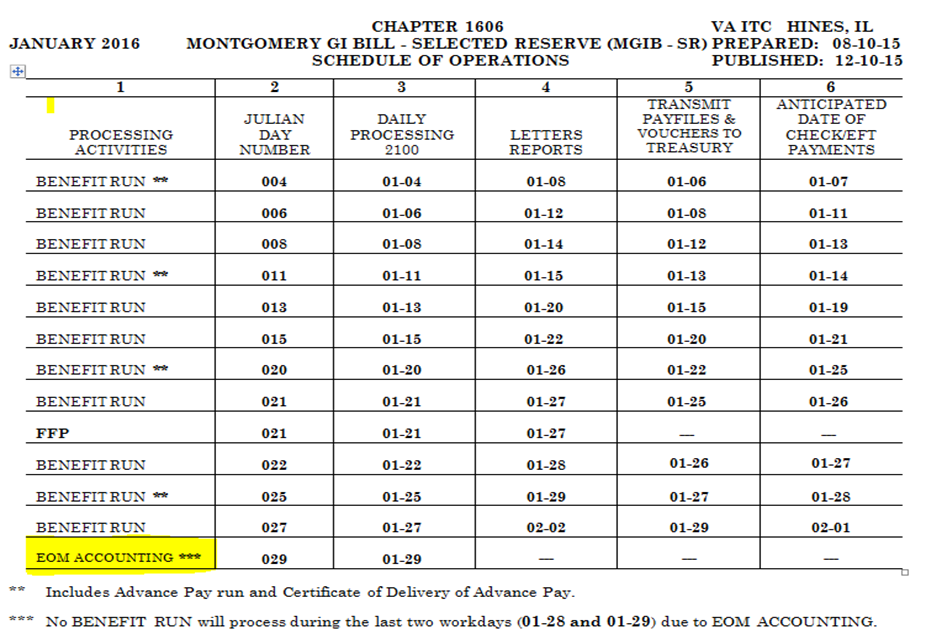 CHAPTER 1606 VA ITC HINES, IL
JANUARY 2016 MONTGOMERY GI BILL - SELECTED RESERVE (MGIB - SR) PREPARED: 08-10-15
SCHEDULE OF OPERATIONS PUBLISHED: 12-10-15
1 2 3 4 5 6
PROCESSING ACTIVITIES JULIAN DAY NUMBER DAILY PROCESSING 2100 LETTERS REPORTS TRANSMIT PAYFILES & VOUCHERS TO TREASURY ANTICIPATED DATE OF CHECK/EFT PAYMENTS
BENEFIT RUN ** 004 01-04 01-08 01-06 01-07
BENEFIT RUN 006 01-06 01-12 01-08 01-11
BENEFIT RUN 008 01-08 01-14 01-12 01-13
BENEFIT RUN ** 011 01-11 01-15 01-13 01-14
BENEFIT RUN 013 01-13 01-20 01-15 01-19
BENEFIT RUN 015 01-15 01-22 01-20 01-21
BENEFIT RUN ** 020 01-20 01-26 01-22 01-25
BENEFIT RUN 021 01-21 01-27 01-25 01-26
FFP 021 01-21 01-27 — —
BENEFIT RUN 022 01-22 01-28 01-26 01-27
BENEFIT RUN ** 025 01-25 01-29 01-27 01-28
BENEFIT RUN 027 01-27 02-02 01-29 02-01
EOM ACCOUNTING *** 029 01-29 — — —
** Includes Advance Pay run and Certificate of Delivery of Advance Pay.
*** No BENEFIT RUN will process during the last two workdays (01-28 and 01-29) due to EOM ACCOUNTING.